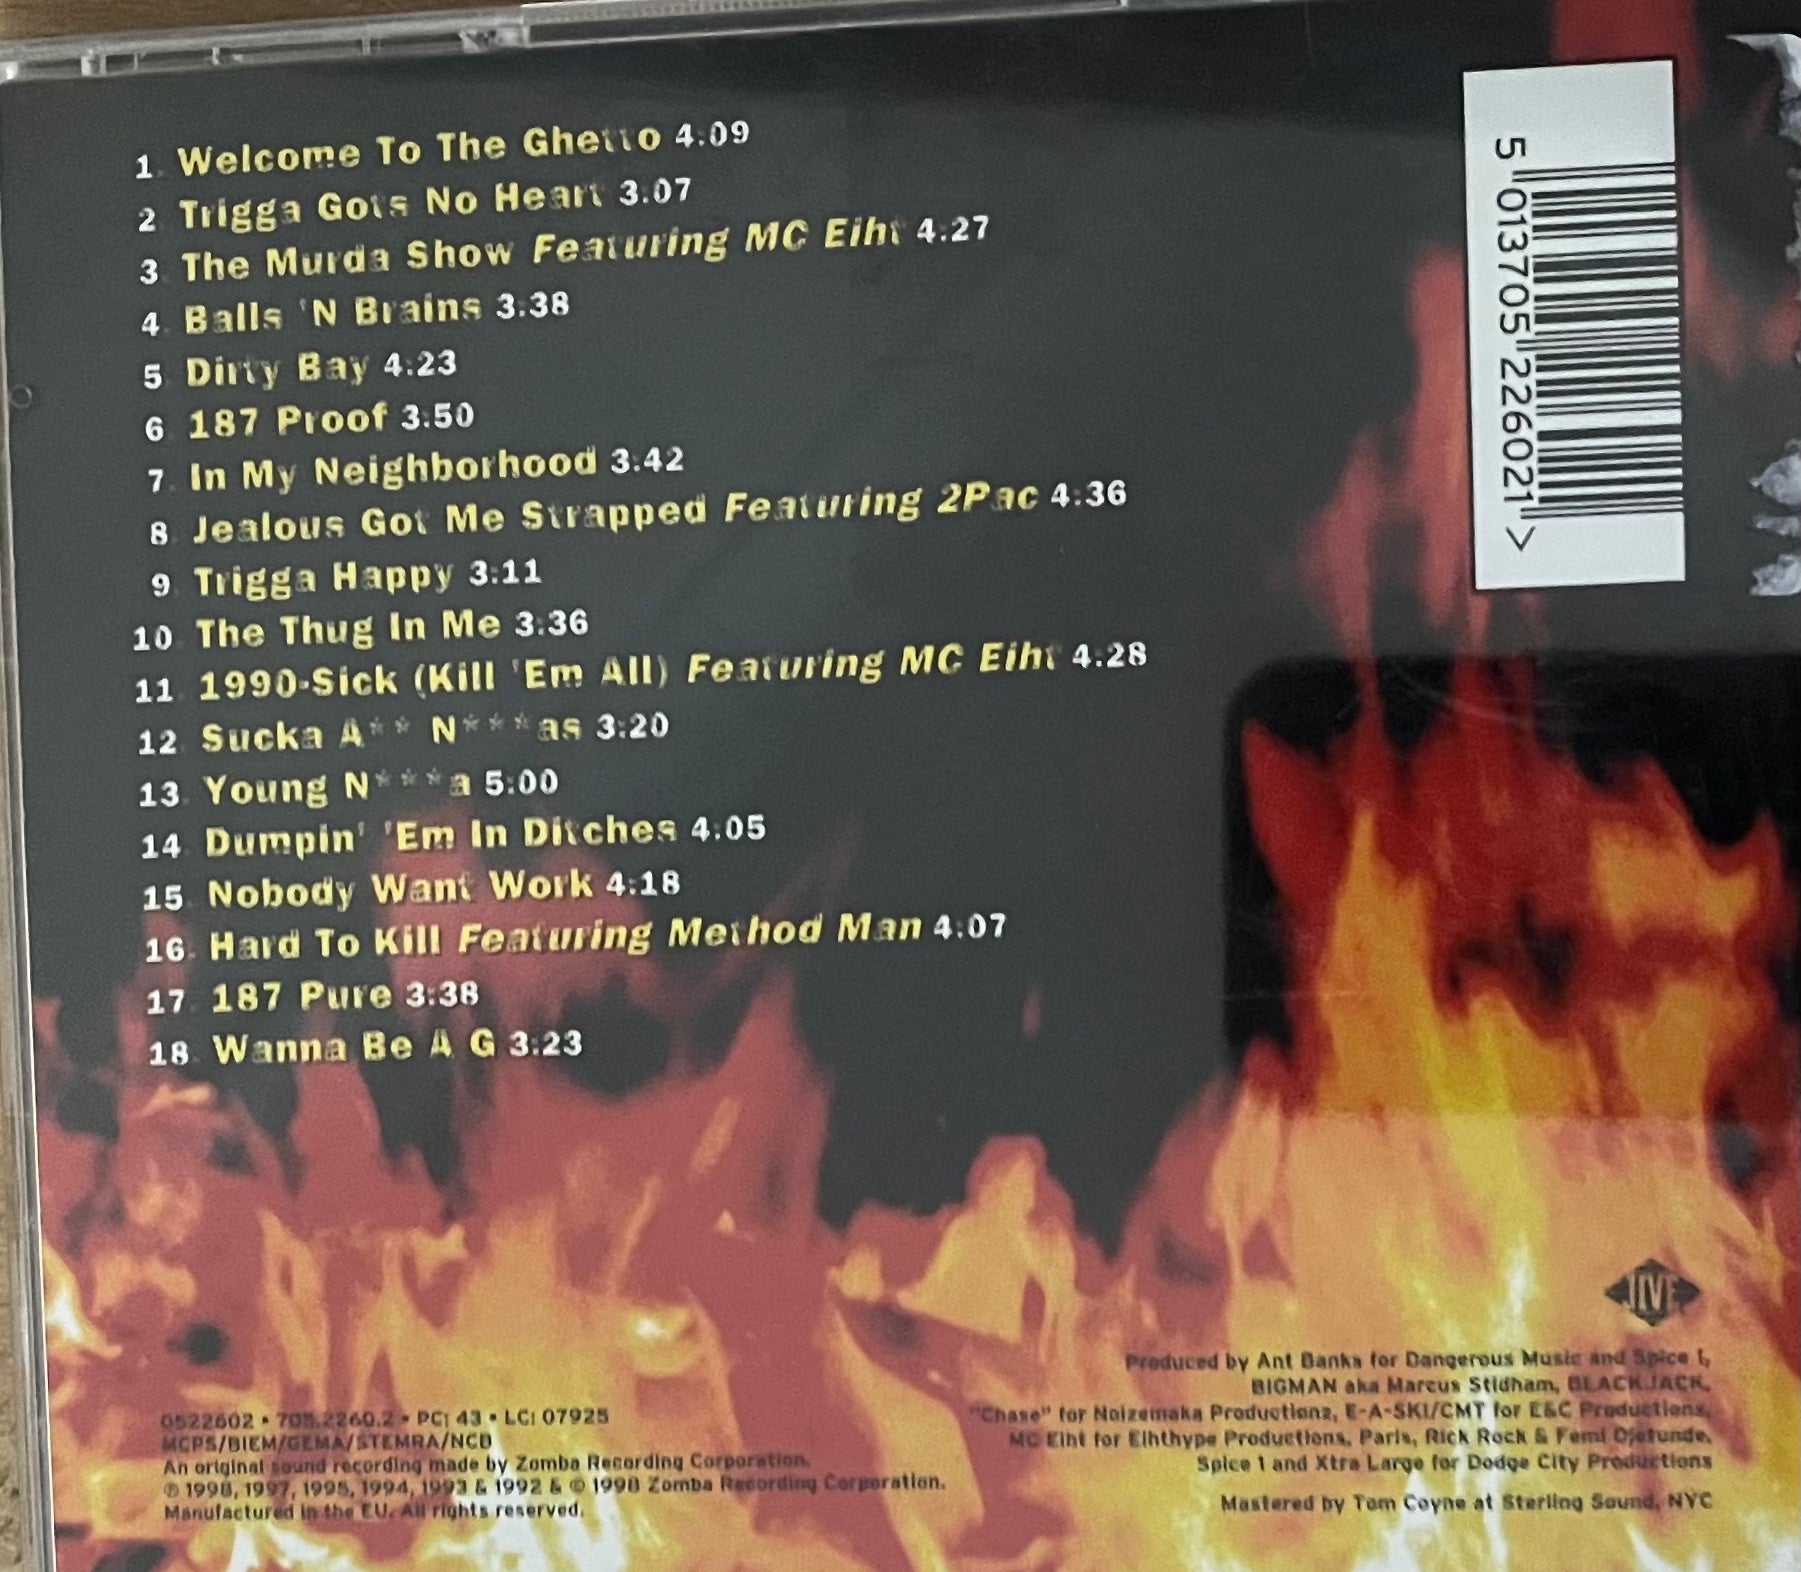 1. Welcome To The Ghetto 4:09
2 Trigga Gots No Heart 3:07
3 The Murda Show Featuring MC Eiht 4:27
4. Balls 'N Brains 3:38
5 Dirty Bay 4:23
6 187 Proof 3:50
7. In My Neighborhood 3:42
8 Jealous Got Me Strapped Featuring 2Pac 4:36
9 Trigga Happy 3:11
10 The Thug In Me 3:36
11. 1990-Sick (Kill 'Em All) Featuring MC Eiht 4:28
12. Sucka A** N***as 3:20
13. Young N***a 5:00
14. Dumpin' 'Em In Ditches 4:05
15. Nobody Want Work 4:18
16. Hard To Kill Featuring Method Man 4:07
17. 187 Pure 3:38
18. Wanna Be A G 3:23
5 013705 226021 >
JIVE
Produced by Ant Banks for Dangerous Music and Spice 1,
BIGMAN aka Marcus Stidham, BLACKJACK,
"Chase" for Noizemaka Productions, E-A-SKI/CMT for E&C Productions,
MC Eiht for Eihthype Productions, Paris, Rick Rock & Femi Ojetunde,
Spice 1 and Xtra Large for Dodge City Productions
Mastered by Tom Coyne at Sterling Sound, NYC
0522602 • 705.2260.2 • PC: 43 • LC: 07925
MCPS/BIEM/GEMA/STEMRA/NCB
An original sound recording made by Zomba Recording Corporation.
℗ 1998, 1997, 1995, 1994, 1993 & 1992 & © 1998 Zomba Recording Corporation.
Manufactured in the EU. All rights reserved.